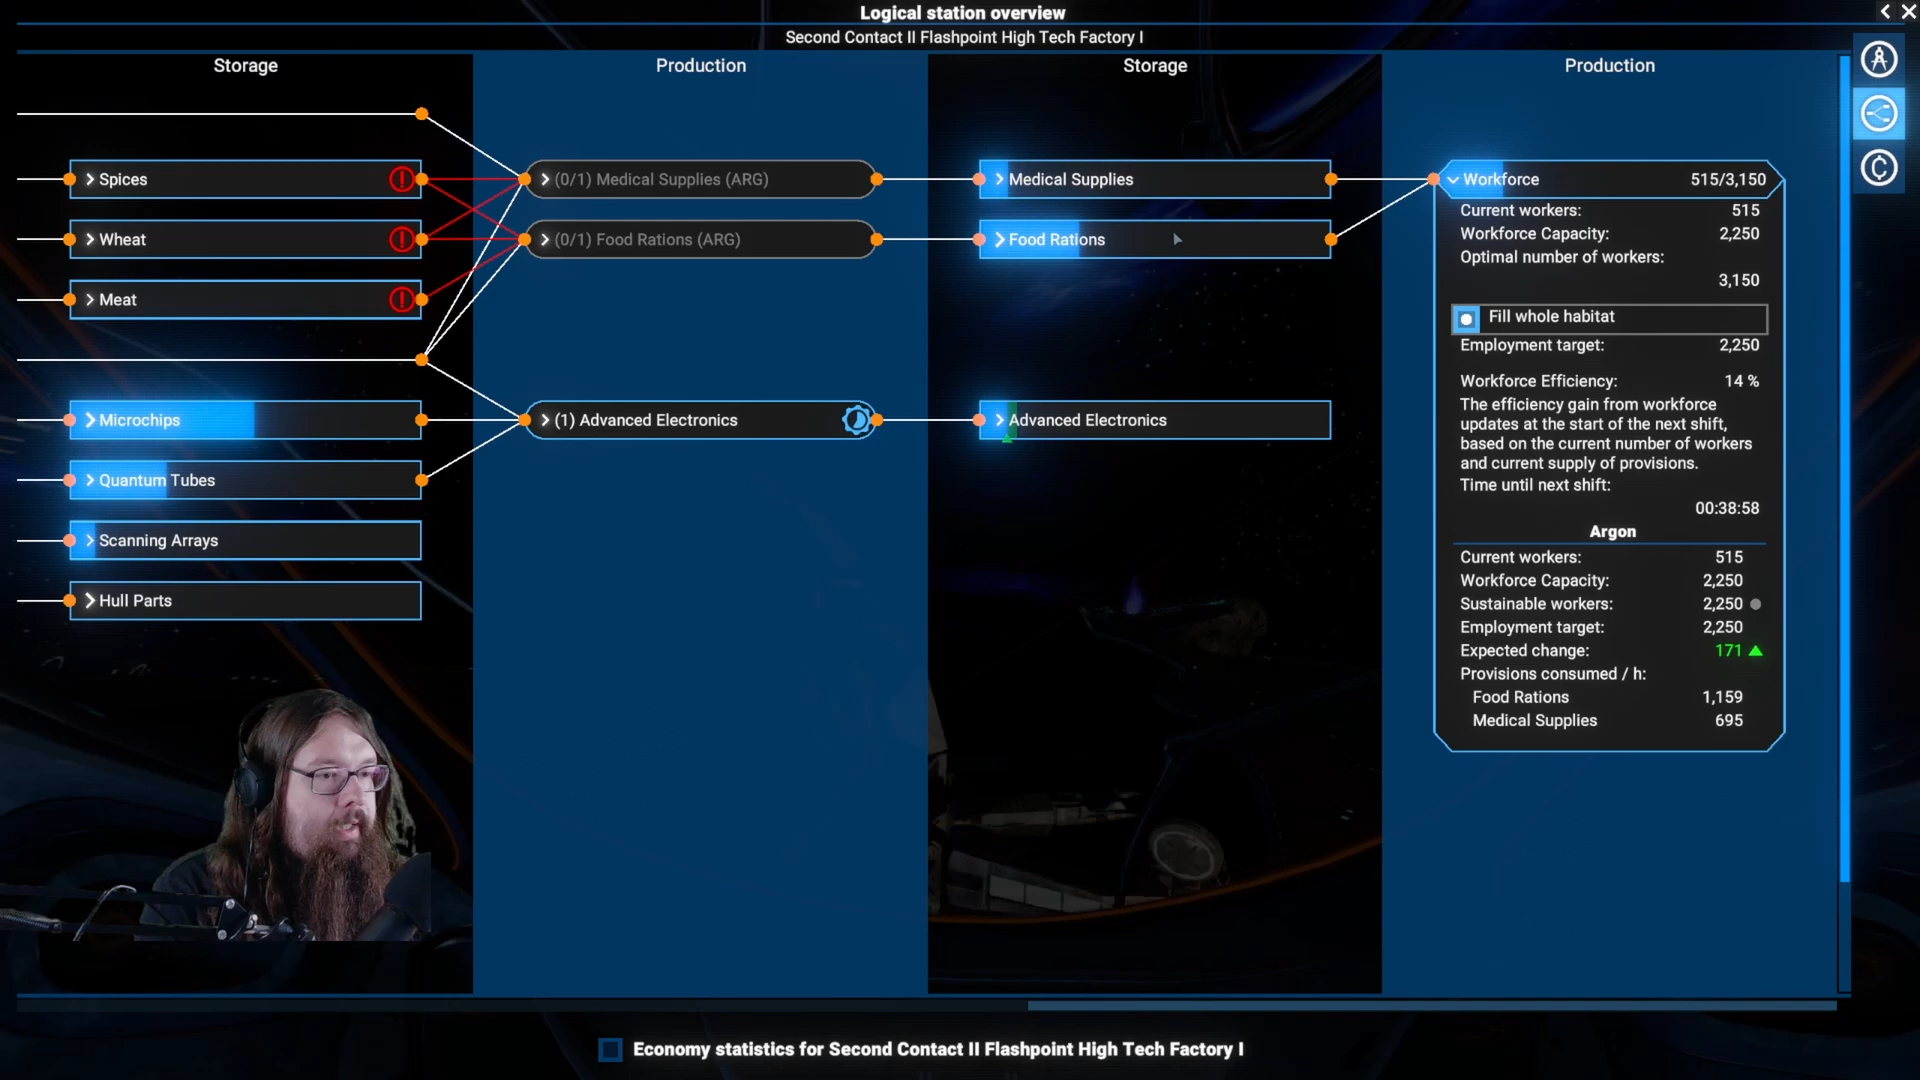 Logical station overview
Second Contact II Flashpoint High Tech Factory I
Storage
Production
Storage
Production
Spices
(0/1) Medical Supplies (ARG)
Medical Supplies
Workforce 515/3,150
Wheat
(0/1) Food Rations (ARG)
Food Rations
Meat
Microchips
(1) Advanced Electronics
Advanced Electronics
Quantum Tubes
Scanning Arrays
Hull Parts
Current workers: 515
Workforce Capacity: 2,250
Optimal number of workers:
3,150
Fill whole habitat
Employment target: 2,250
Workforce Efficiency: 14 %
The efficiency gain from workforce
updates at the start of the next shift,
based on the current number of workers
and current supply of provisions.
Time until next shift:
00:38:58
Argon
Current workers: 515
Workforce Capacity: 2,250
Sustainable workers: 2,250
Employment target: 2,250
Expected change: 171
Provisions consumed / h:
Food Rations 1,159
Medical Supplies 695
Economy statistics for Second Contact II Flashpoint High Tech Factory I